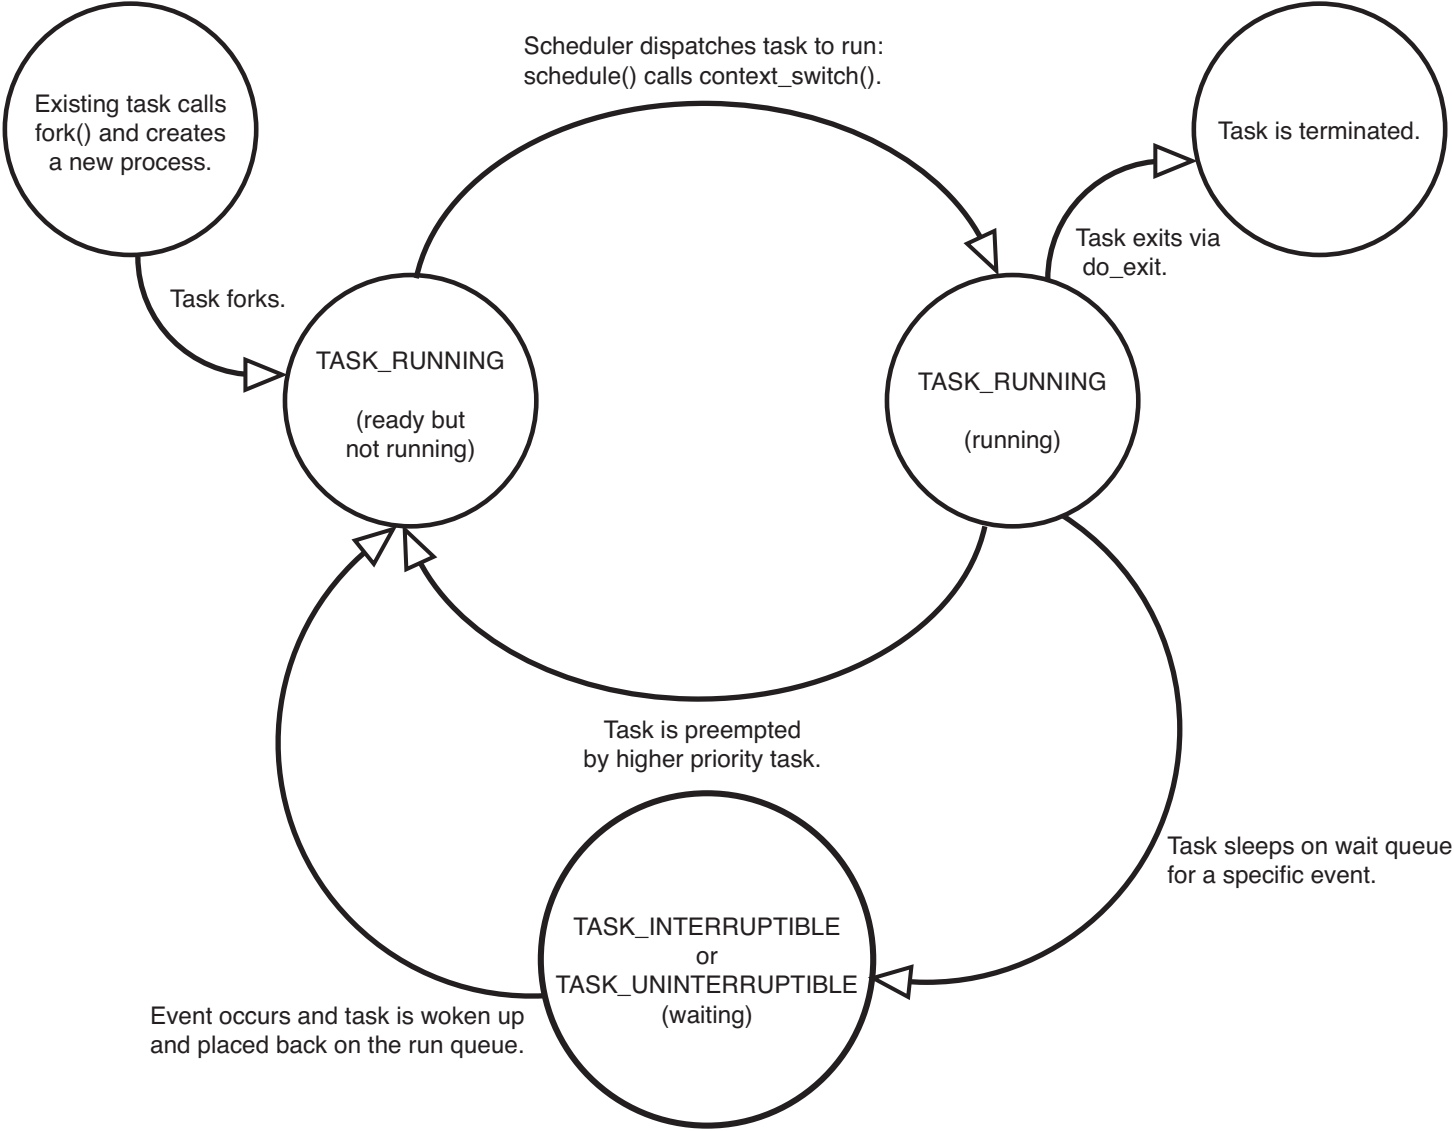 Scheduler dispatches task to run:
schedule() calls context_switch().
Existing task calls
fork() and creates
a new process.
Task is terminated.
Task exits via
do_exit.
Task forks.
TASK_RUNNING
(ready but
not running)
TASK_RUNNING
(running)
Task is preempted
by higher priority task.
Task sleeps on wait queue
for a specific event.
TASK_INTERRUPTIBLE
or
TASK_UNINTERRUPTIBLE
(waiting)
Event occurs and task is woken up
and placed back on the run queue.